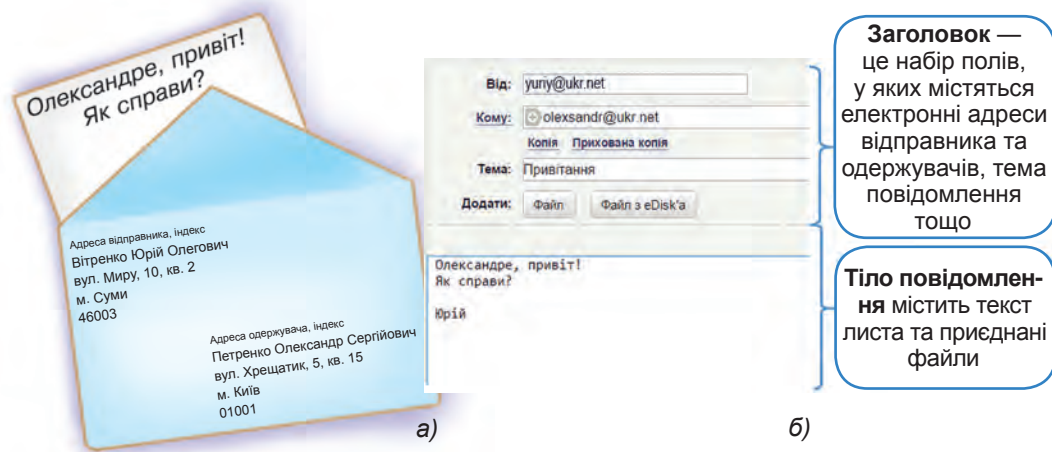 Олександре, привіт!
Як справи?
Адреса відправника, індекс
Вітренко Юрій Олегович
вул. Миру, 10, кв. 2
м. Суми
46003
Адреса одержувача, індекс
Петренко Олександр Сергійович
вул. Хрещатик, 5, кв. 15
м. Київ
01001
а)
Від: yuriy@ukr.net
Кому: olexsandr@ukr.net
Копія Прихована копія
Тема: Привітання
Додати: Файл Файл з eDisk'a
Олександре, привіт!
Як справи?
Юрій
б)
Заголовок —
це набір полів,
у яких містяться
електронні адреси
відправника та
одержувачів, тема
повідомлення
тощо
Тіло повідомлен-
ня містить текст
листа та приєднані
файли